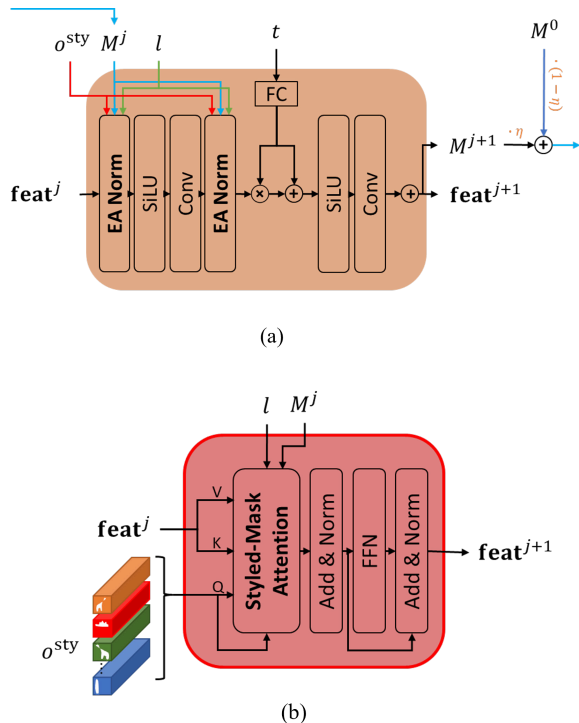 o^sty M^j l t M^0
FC
· (1 − η)
feat^j EA Norm SiLU Conv EA Norm × + SiLU Conv + M^{j+1} · η +
feat^{j+1}
(a)
l M^j
feat^j V
K
Q
Styled-Mask Attention
Add & Norm
FFN
Add & Norm
feat^{j+1}
o^sty
(b)